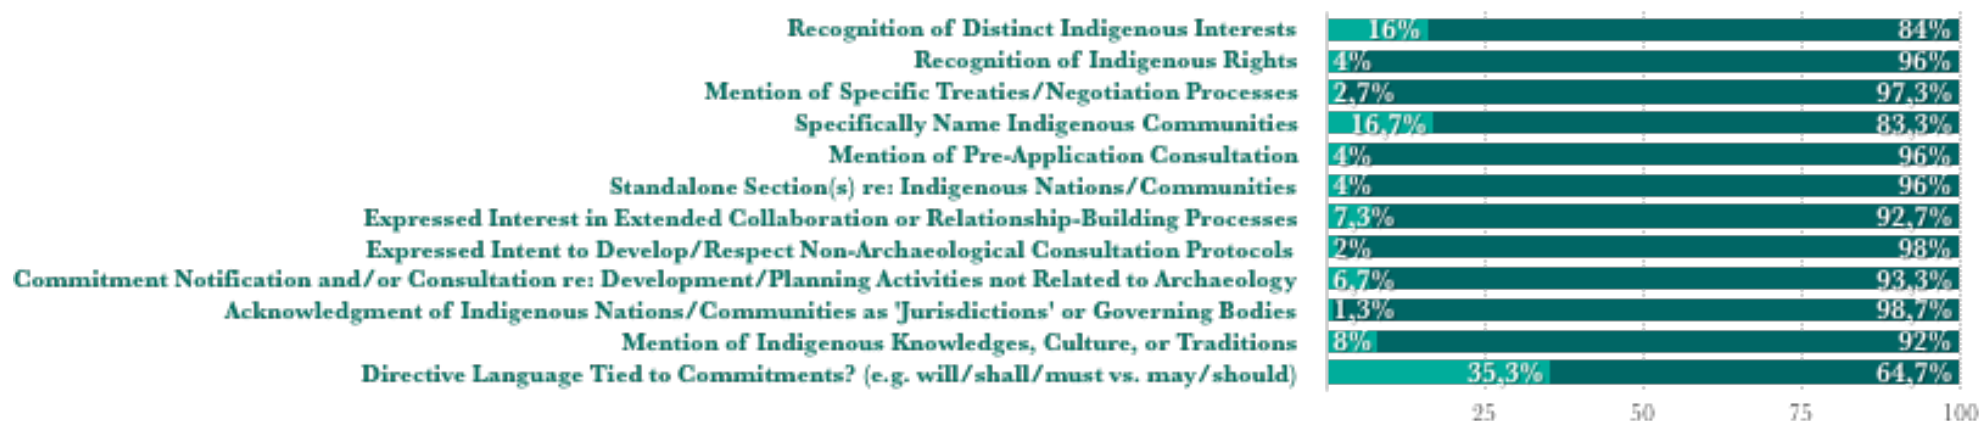 Recognition of Distinct Indigenous Interests 16% 84%
Recognition of Indigenous Rights 4% 96%
Mention of Specific Treaties/Negotiation Processes 2,7% 97,3%
Specifically Name Indigenous Communities 16,7% 83,3%
Mention of Pre-Application Consultation 4% 96%
Standalone Section(s) re: Indigenous Nations/Communities 4% 96%
Expressed Interest in Extended Collaboration or Relationship-Building Processes 7,3% 92,7%
Expressed Intent to Develop/Respect Non-Archaeological Consultation Protocols 2% 98%
Commitment Notification and/or Consultation re: Development/Planning Activities not Related to Archaeology 6,7% 93,3%
Acknowledgment of Indigenous Nations/Communities as 'Jurisdictions' or Governing Bodies 1,3% 98,7%
Mention of Indigenous Knowledges, Culture, or Traditions 8% 92%
Directive Language Tied to Commitments? (e.g. will/shall/must vs. may/should) 35,3% 64,7%
25 50 75 100